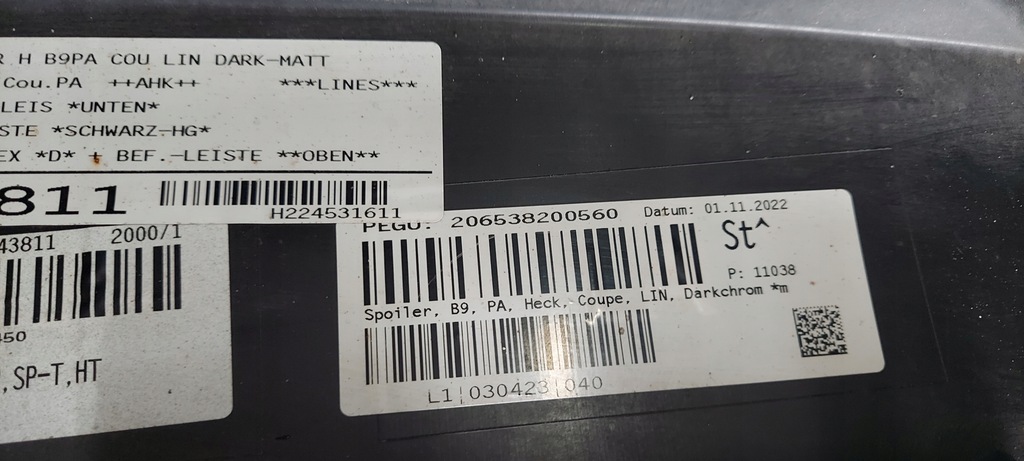 R H B9PA COU LIN DARK-MATT
Cou.PA ++AHK++ ***LINES***
LEIS *UNTEN*
STE *SCHWARZ-HG*
EX *D* + BEF.-LEISTE **OBEN**
811
H224531611
43811 2000/1
450
,SP-T,HT
PEGU: 206538200560 Datum: 01.11.2022
St^
P: 11038
Spoiler, B9, PA, Heck, Coupe, LIN, Darkchrom *m
L1|030423|040